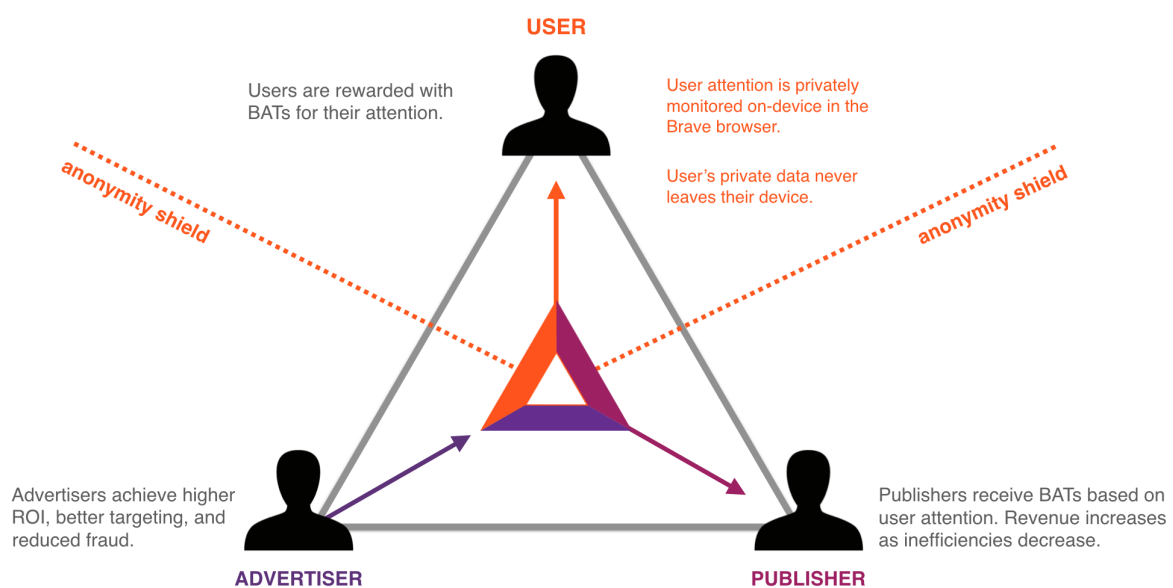 USER
Users are rewarded with
BATs for their attention.
User attention is privately
monitored on-device in the
Brave browser.
User's private data never
leaves their device.
anonymity shield
anonymity shield
Advertisers achieve higher
ROI, better targeting, and
reduced fraud.
ADVERTISER
Publishers receive BATs based on
user attention. Revenue increases
as inefficiencies decrease.
PUBLISHER